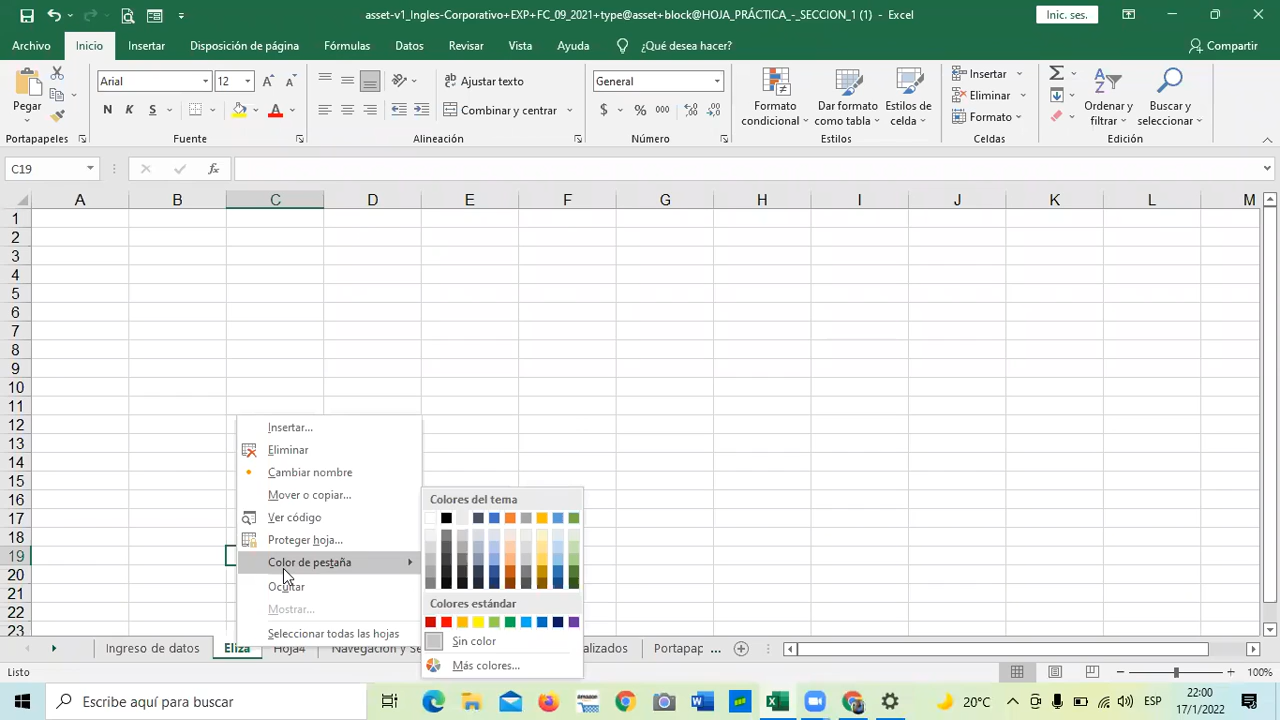 asset-v1_Ingles-Corporativo+EXP+FC_09_2021+type@asset+block@HOJA_PRÁCTICA_-_SECCION_1 (1) - Excel
Inic. ses.
Archivo Inicio Insertar Disposición de página Fórmulas Datos Revisar Vista Ayuda ¿Qué desea hacer? Compartir
Pegar
Arial 12
N K S
A
Ajustar texto
Combinar y centrar
General
$ % 000
Formato condicional
Dar formato como tabla
Estilos de celda
Insertar
Eliminar
Formato
Ordenar y filtrar
Buscar y seleccionar
Portapapeles Fuente Alineación Número Estilos Celdas Edición
C19 fx
A B C D E F G H I J K L M
1
2
3
4
5
6
7
8
9
10
11
12
13
14
15
16
17
18
19
20
21
22
23
Insertar...
Eliminar
Cambiar nombre
Mover o copiar...
Ver código
Proteger hoja...
Color de pestaña
Ocultar
Mostrar...
Seleccionar todas las hojas
Colores del tema
Colores estándar
Sin color
Más colores...
Ingreso de datos Eliza Hoja4 Navegacion y Se alizados Portapap ...
Listo 100%
Escribe aquí para buscar
20°C ESP 22:00
17/1/2022